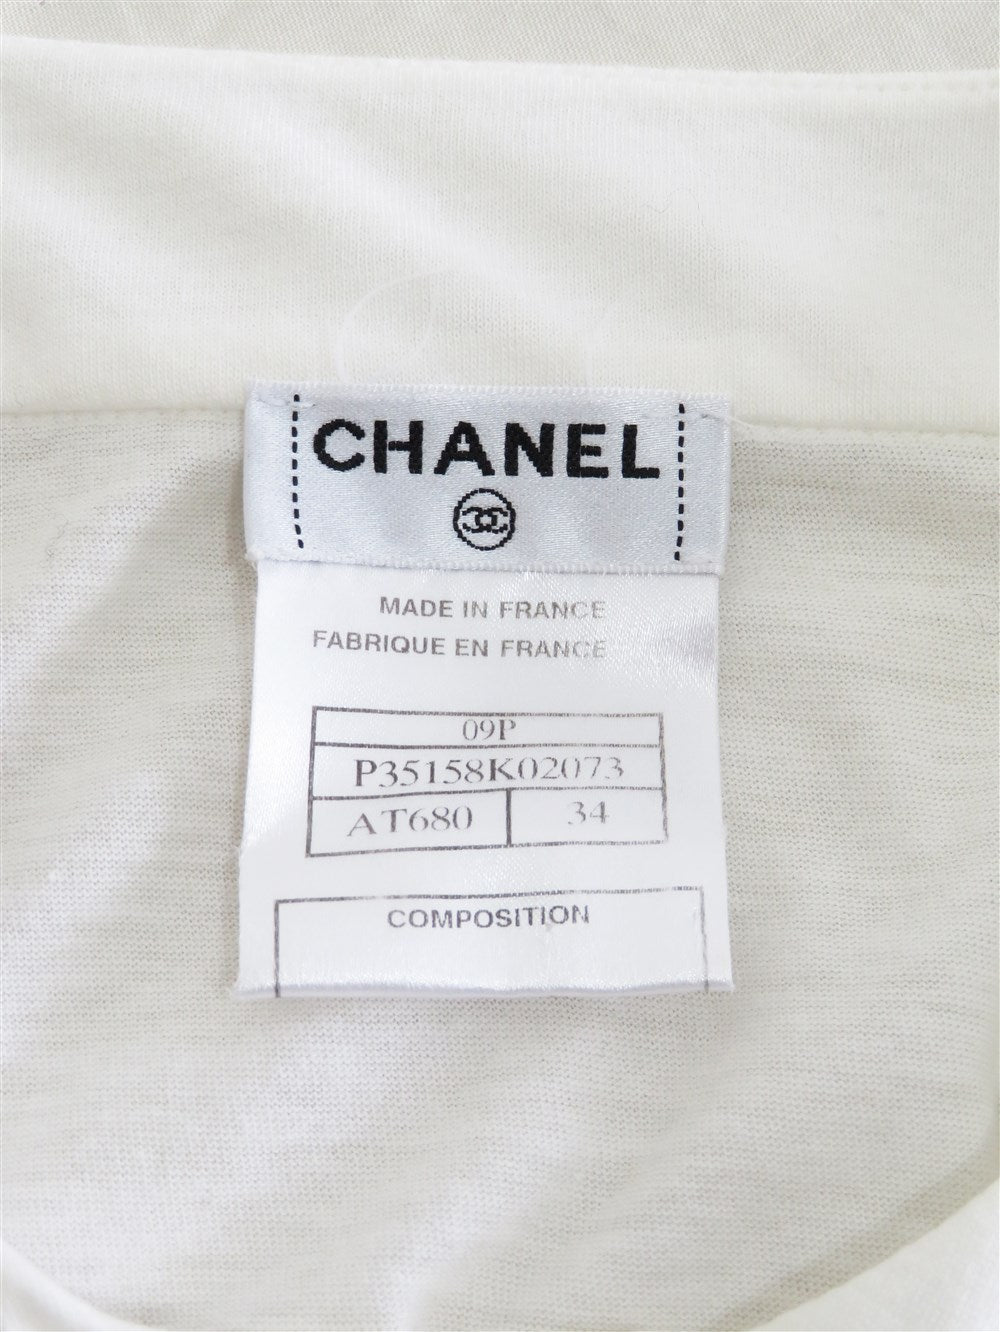 CHANEL
MADE IN FRANCE
FABRIQUE EN FRANCE
09P
P35158K02073
AT680 34
COMPOSITION